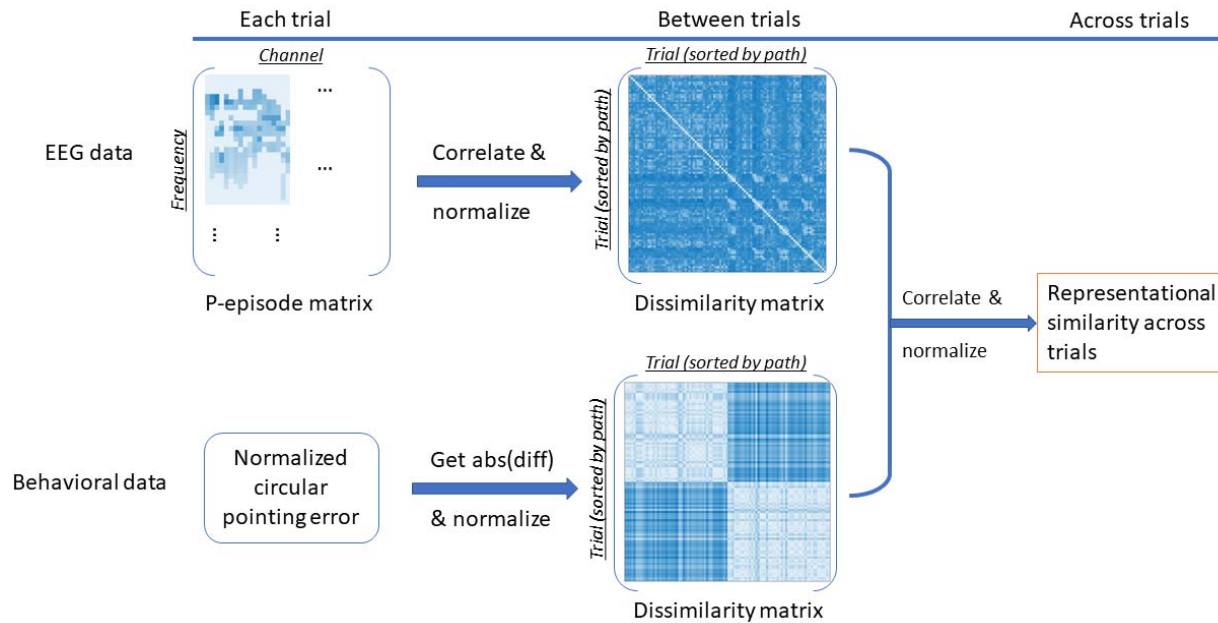 Each trial
Between trials
Across trials
Channel
Trial (sorted by path)
...
Frequency
Trial (sorted by path)
EEG data
...
Correlate &
normalize
...
...
P-episode matrix
Dissimilarity matrix
Correlate &
normalize
Representational
similarity across
trials
Trial (sorted by path)
Trial (sorted by path)
Behavioral data
Normalized
circular
pointing error
Get abs(diff)
& normalize
Dissimilarity matrix